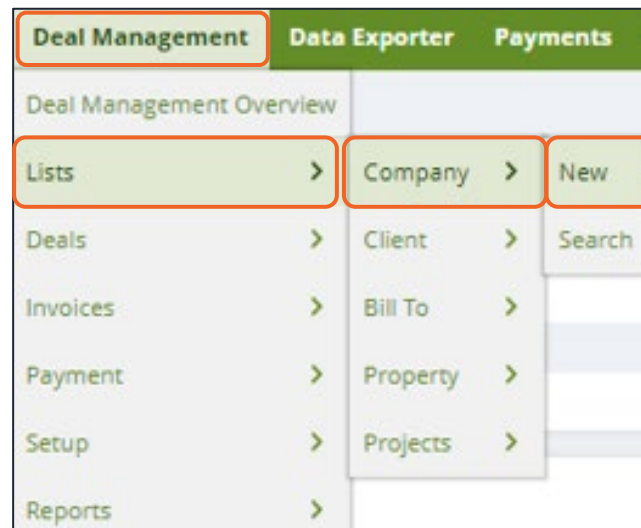 Deal Management Data Exporter Payments
Deal Management Overview
Lists Company New
Deals Client Search
Invoices Bill To
Payment Property
Setup Projects
Reports